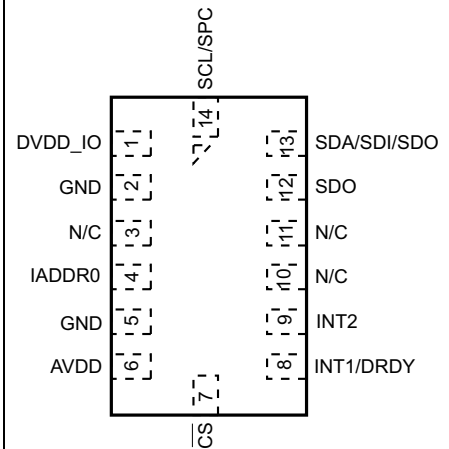 SCL/SPC
14
DVDD_IO 1
13 SDA/SDI/SDO
GND 2
12 SDO
N/C 3
11 N/C
IADDR0 4
10 N/C
GND 5
9 INT2
AVDD 6
8 INT1/DRDY
7
C̅S̅